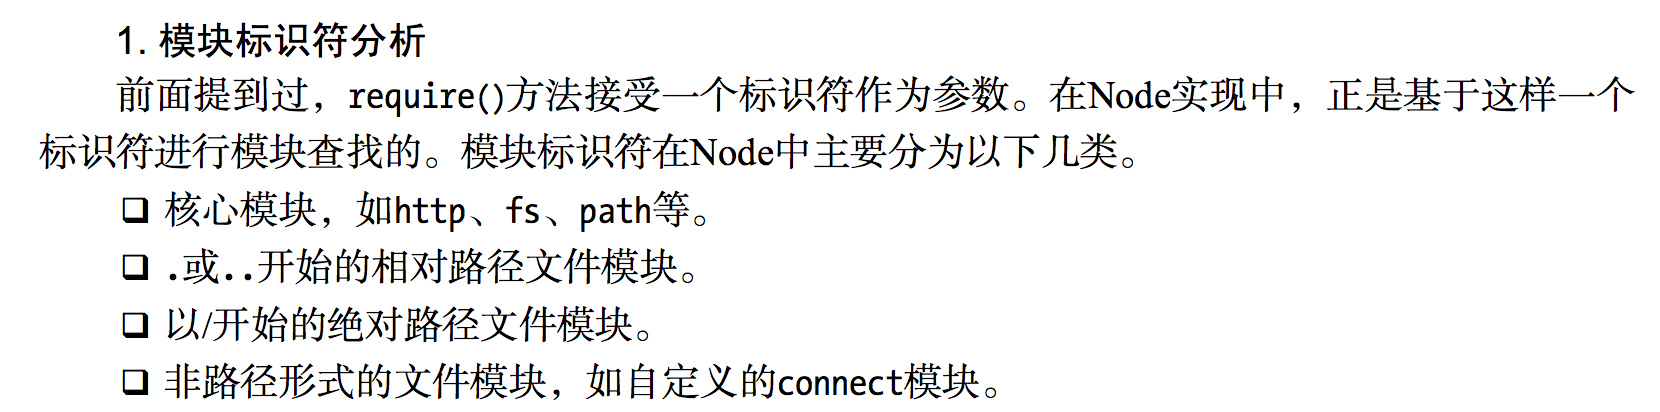 1. 模块标识符分析
前面提到过，require()方法接受一个标识符作为参数。在Node实现中，正是基于这样一个
标识符进行模块查找的。模块标识符在Node中主要分为以下几类。
❑ 核心模块，如http、fs、path等。
❑ .或..开始的相对路径文件模块。
❑ 以/开始的绝对路径文件模块。
❑ 非路径形式的文件模块，如自定义的connect模块。